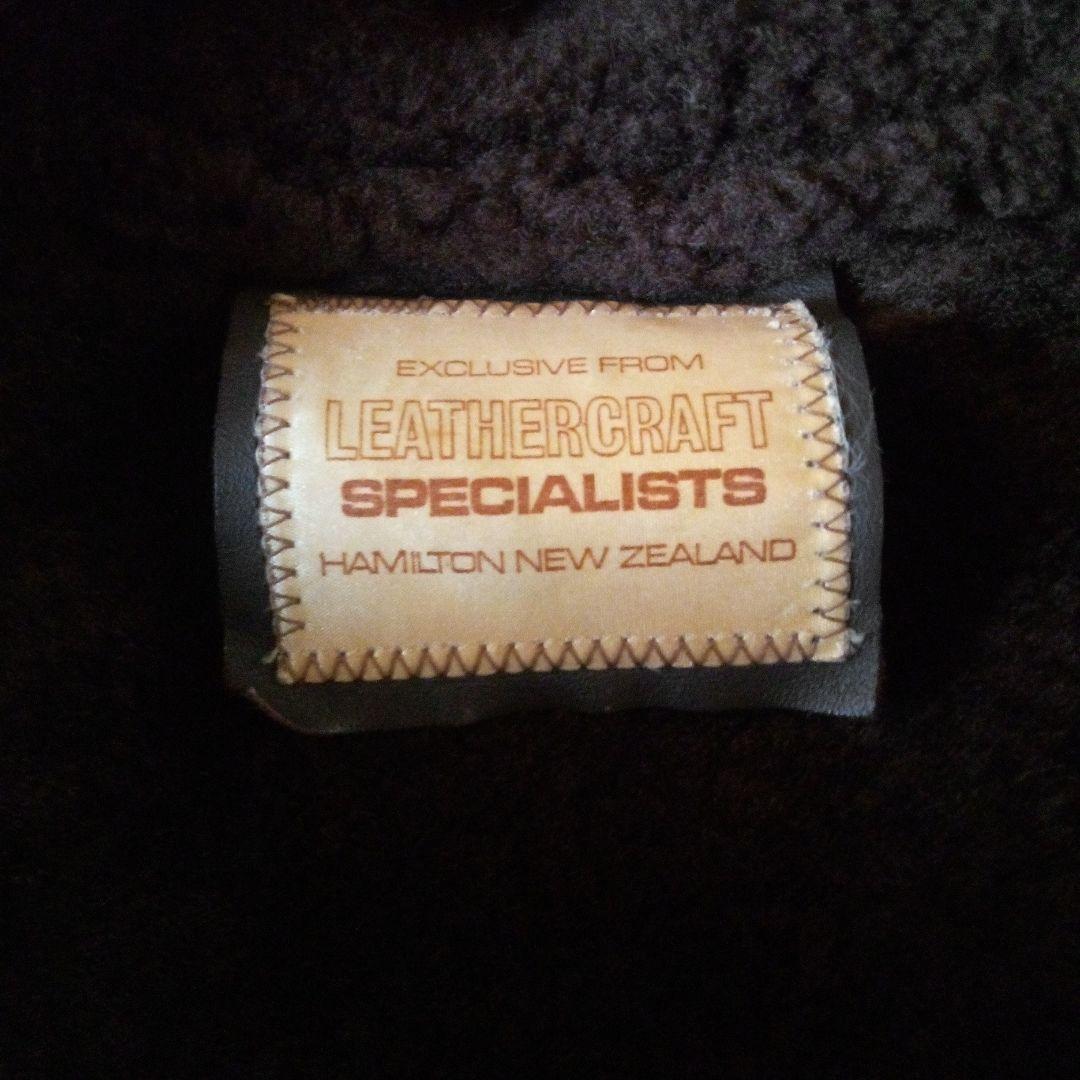 EXCLUSIVE FROM
LEATHERCRAFT
SPECIALISTS
HAMILTON NEW ZEALAND